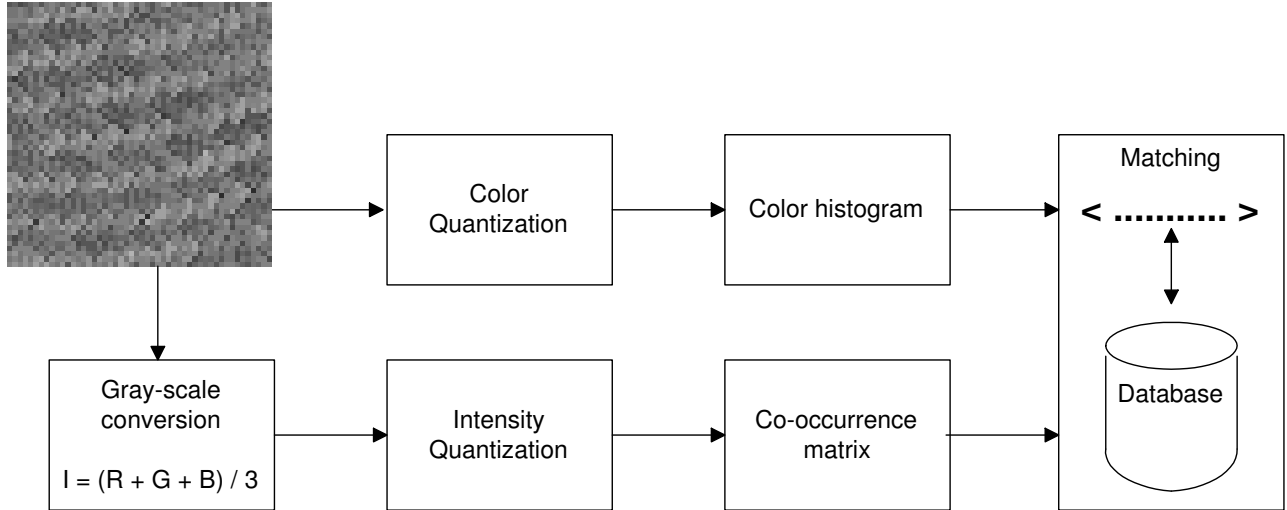 Color
Quantization
Color histogram
Matching
< ........... >
Gray-scale
conversion
I = (R + G + B) / 3
Intensity
Quantization
Co-occurrence
matrix
Database